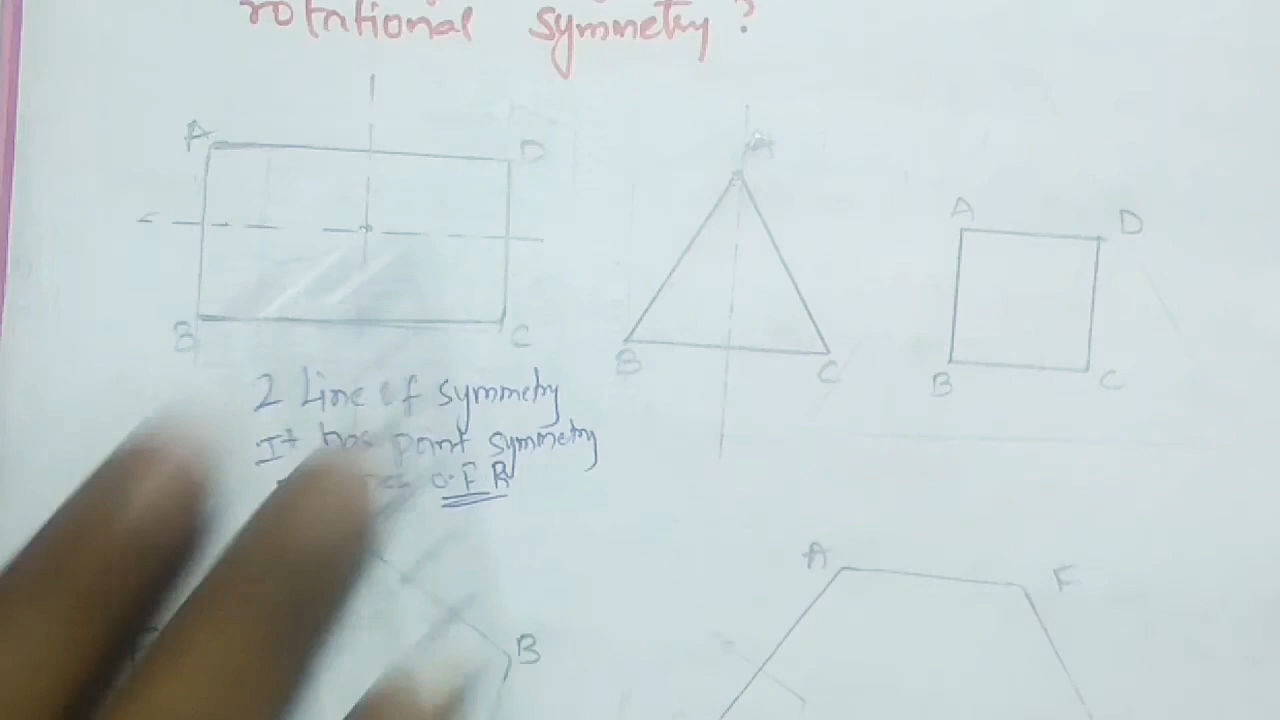 rotational symmetry?
A
D
B
C
A
B
C
A
D
B
C
2 Line of symmetry
It has point symmetry
O.F R
B
A
F